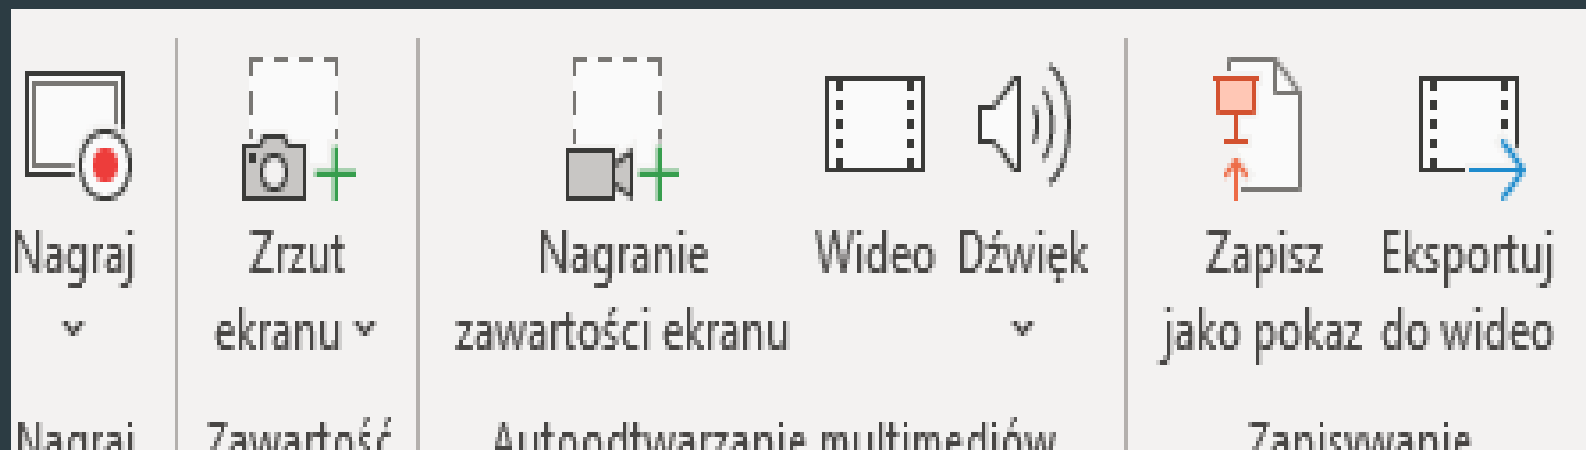 Nagraj
Zrzut
ekranu
Nagranie
zawartości ekranu
Wideo
Dźwięk
Zapisz
jako pokaz
Eksportuj
do wideo
Nagraj
Zawartość
Autoodtwarzanie multimediów
Zapisywanie